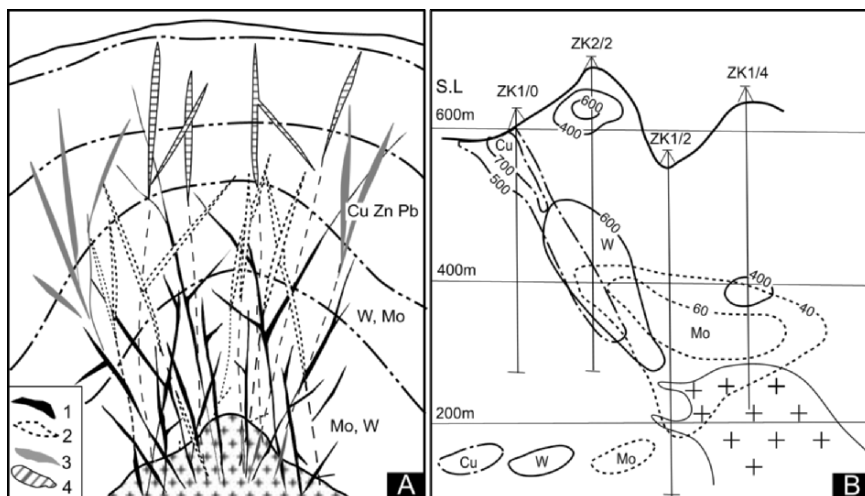 Cu Zn Pb
W, Mo
Mo, W
1
2
3
4
A
S.L
600m
400m
200m
ZK1/0
ZK2/2
ZK1/2
ZK1/4
600
400
Cu
700
500
600
W
400
60
40
Mo
Cu
W
Mo
B